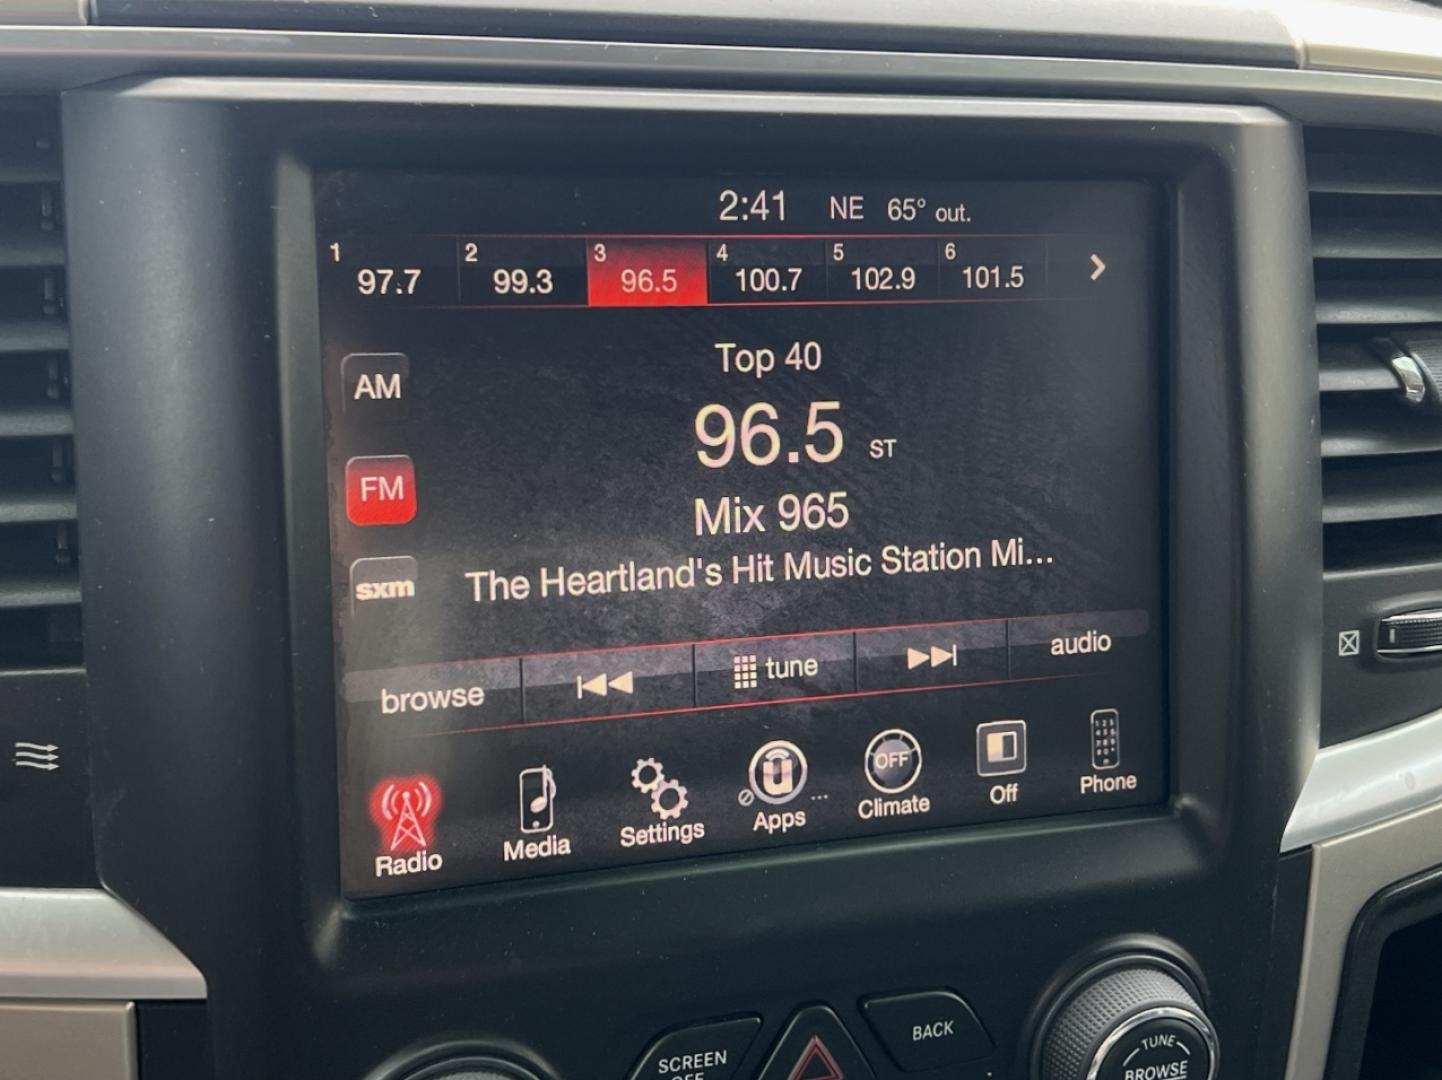 2:41 NE 65° out.
1 97.7 2 99.3 3 96.5 4 100.7 5 102.9 6 101.5
Top 40
AM
96.5 ST
FM
Mix 965
The Heartland's Hit Music Station Mi...
sxm
browse tune audio
OFF
Radio Media Settings Apps ... Climate Off Phone
SCREEN
OFF
BACK
TUNE
BROWSE